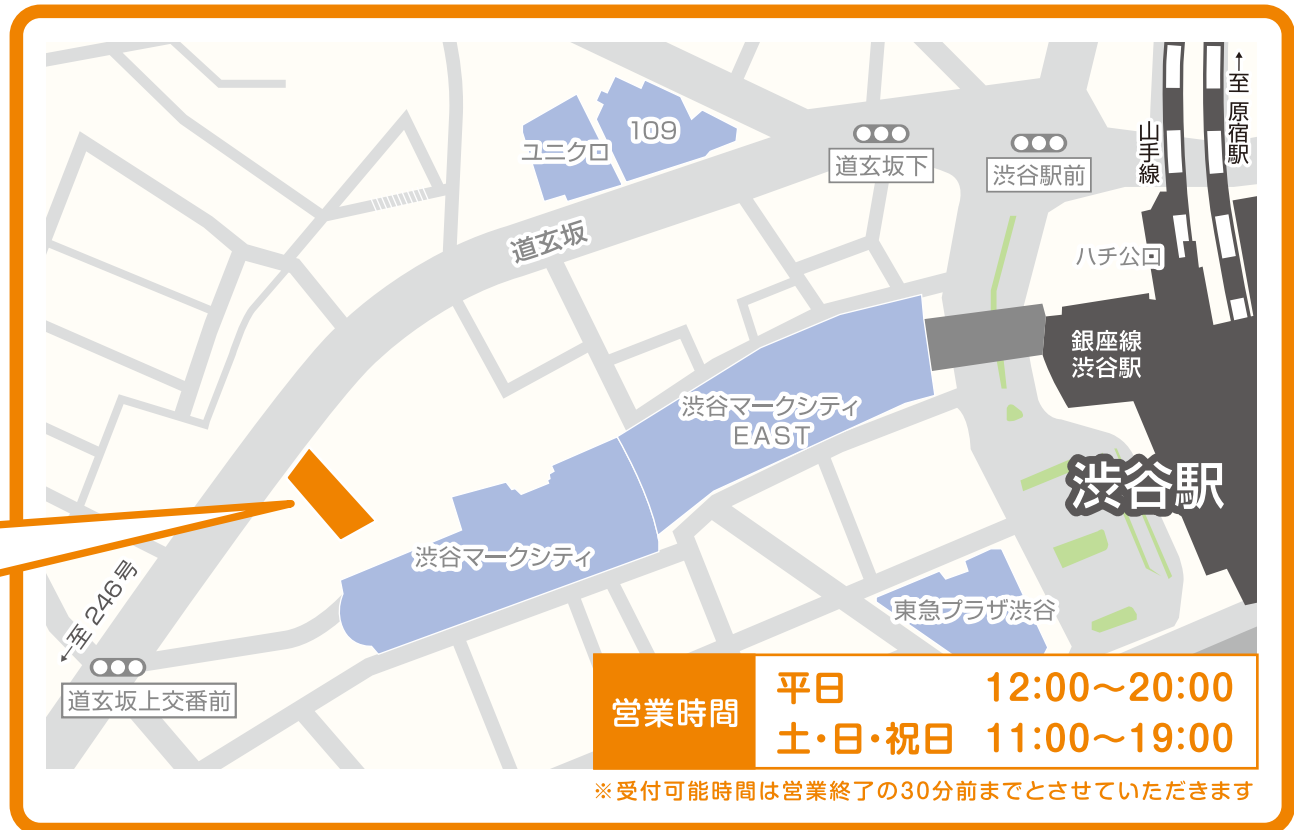 ↑至 原宿駅
山手線
109
ユニクロ
道玄坂下
渋谷駅前
道玄坂
ハチ公口
銀座線
渋谷駅
渋谷マークシティ
EAST
渋谷駅
渋谷マークシティ
東急プラザ渋谷
←至 246号
道玄坂上交番前
営業時間
平日 12:00〜20:00
土・日・祝日 11:00〜19:00
※受付可能時間は営業終了の30分前までとさせていただきます